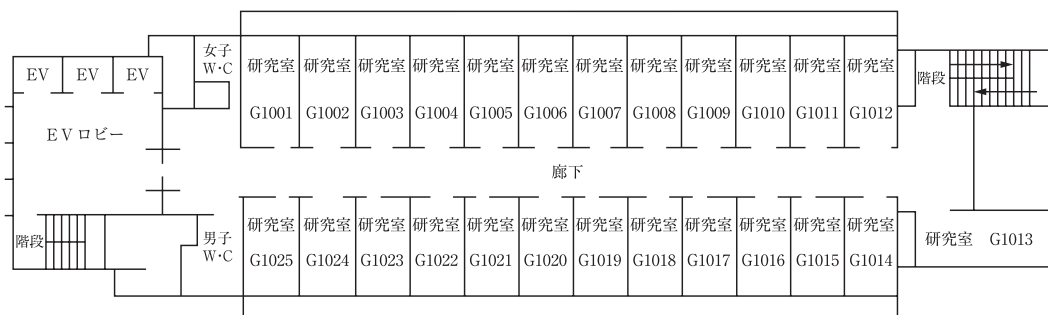 EV EV EV
EVロビー
階段
女子
W・C
男子
W・C
研究室 研究室 研究室 研究室 研究室 研究室 研究室 研究室 研究室 研究室 研究室 研究室
G1001 G1002 G1003 G1004 G1005 G1006 G1007 G1008 G1009 G1010 G1011 G1012
階段
廊下
研究室 研究室 研究室 研究室 研究室 研究室 研究室 研究室 研究室 研究室 研究室 研究室
G1025 G1024 G1023 G1022 G1021 G1020 G1019 G1018 G1017 G1016 G1015 G1014
研究室 G1013